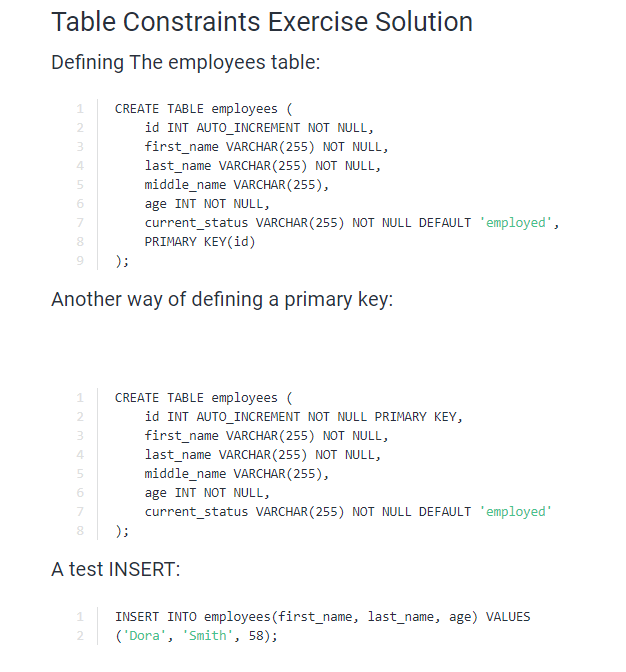 Table Constraints Exercise Solution
Defining The employees table:
1 CREATE TABLE employees (
2     id INT AUTO_INCREMENT NOT NULL,
3     first_name VARCHAR(255) NOT NULL,
4     last_name VARCHAR(255) NOT NULL,
5     middle_name VARCHAR(255),
6     age INT NOT NULL,
7     current_status VARCHAR(255) NOT NULL DEFAULT 'employed',
8     PRIMARY KEY(id)
9 );
Another way of defining a primary key:
1 CREATE TABLE employees (
2     id INT AUTO_INCREMENT NOT NULL PRIMARY KEY,
3     first_name VARCHAR(255) NOT NULL,
4     last_name VARCHAR(255) NOT NULL,
5     middle_name VARCHAR(255),
6     age INT NOT NULL,
7     current_status VARCHAR(255) NOT NULL DEFAULT 'employed'
8 );
A test INSERT:
1 INSERT INTO employees(first_name, last_name, age) VALUES
2 ('Dora', 'Smith', 58);